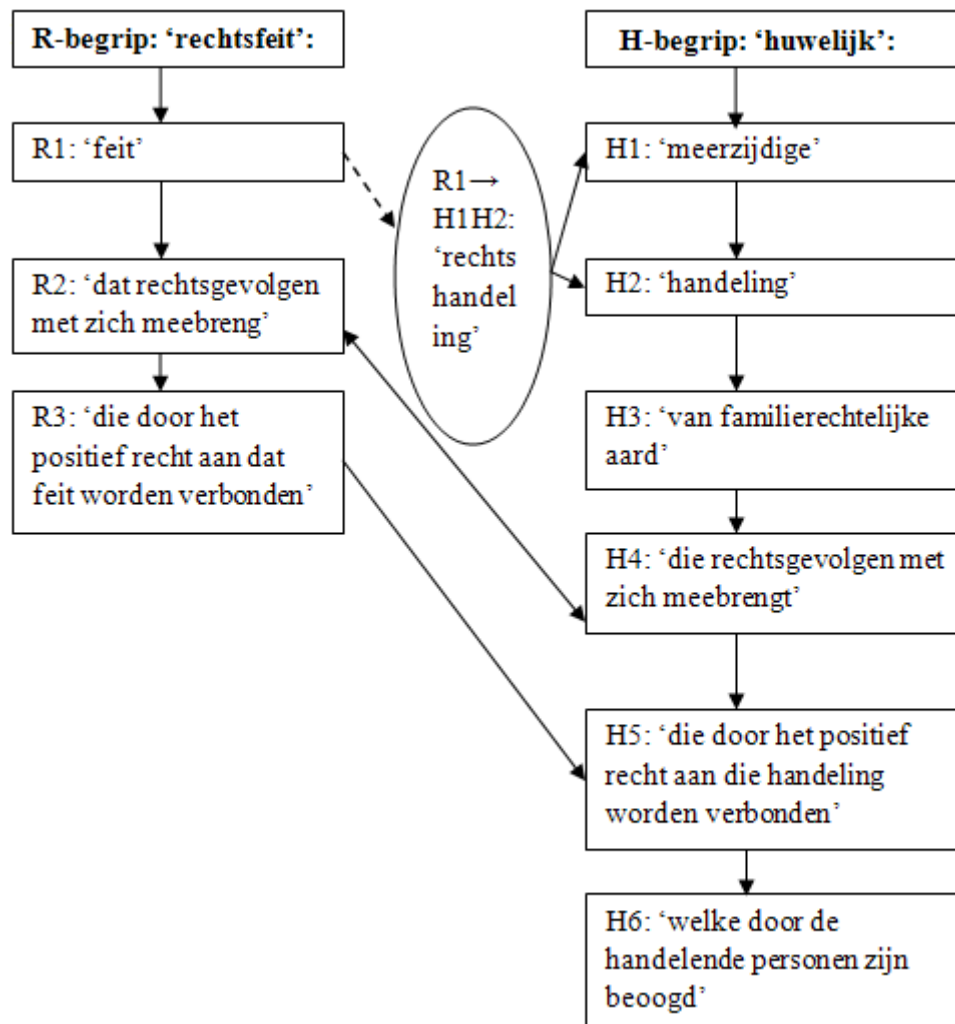 R-begrip: ‘rechtsfeit’:
R1: ‘feit’
R2: ‘dat rechtsgevolgen
met zich meebreng’
R3: ‘die door het
positief recht aan dat
feit worden verbonden’
R1→
H1H2:
‘rechts
handel
ing’
H-begrip: ‘huwelijk’:
H1: ‘meerzijdige’
H2: ‘handeling’
H3: ‘van familierechtelijke
aard’
H4: ‘die rechtsgevolgen met
zich meebrengt’
H5: ‘die door het positief
recht aan die handeling
worden verbonden’
H6: ‘welke door de
handelende personen zijn
beoogd’